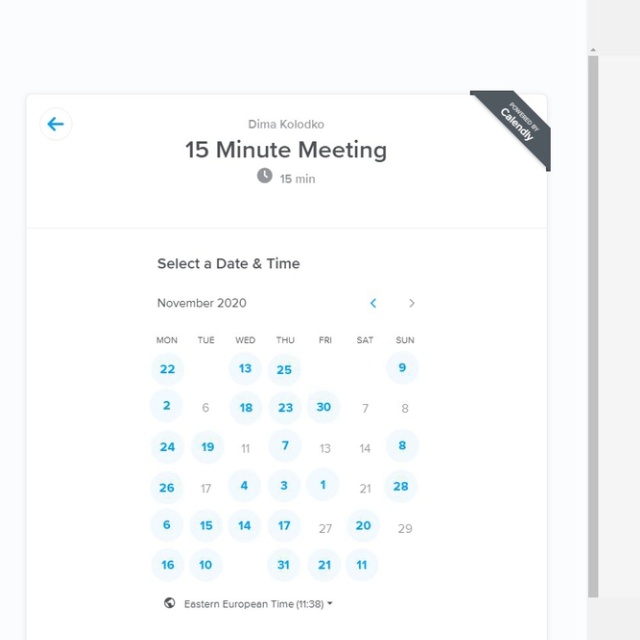 POWERED BY
Calendly
Dima Kolodko
15 Minute Meeting
15 min
Select a Date & Time
November 2020
MON TUE WED THU FRI SAT SUN
22 13 25 9
2 6 18 23 30 7 8
24 19 11 7 13 14 8
26 17 4 3 1 21 28
6 15 14 17 27 20 29
16 10 31 21 11
Eastern European Time (11:38)